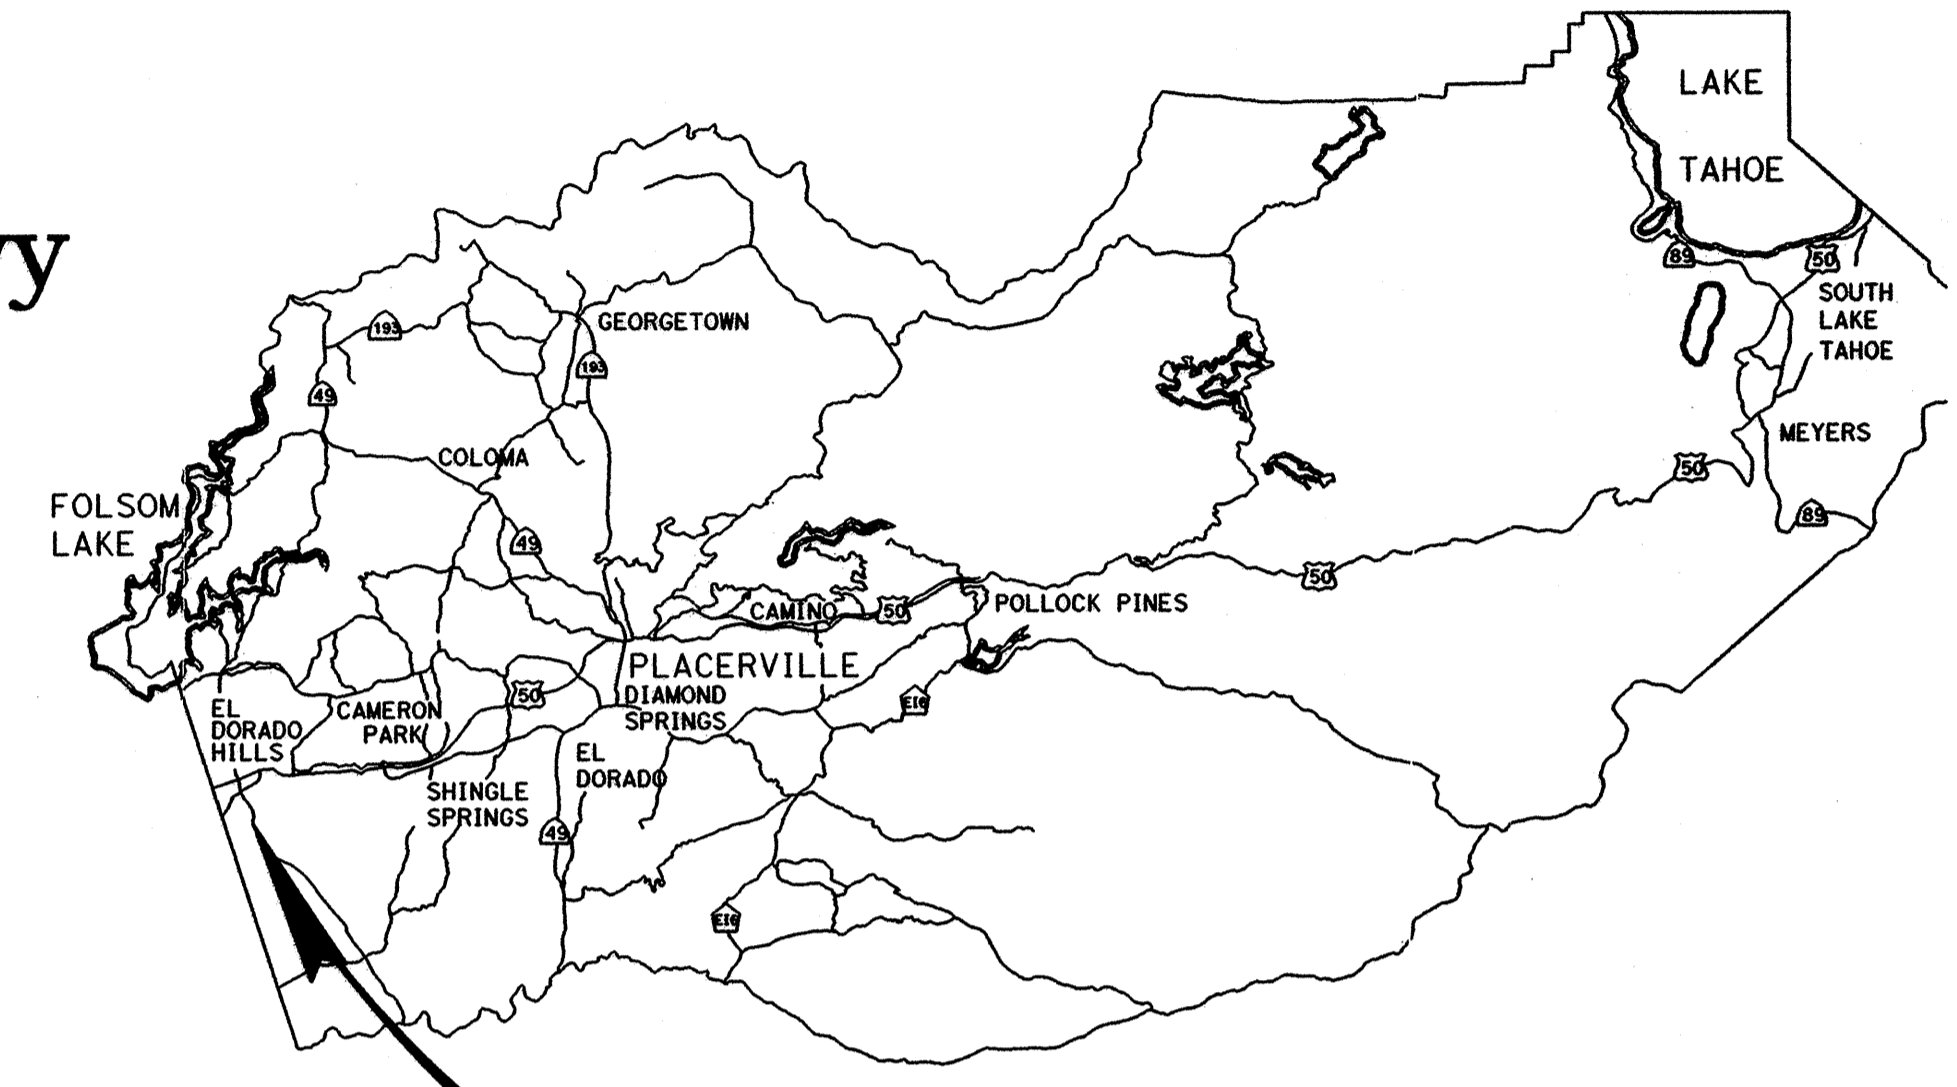 LAKE
TAHOE
vy
89
50
SOUTH
LAKE
TAHOE
193
GEORGETOWN
193
49
MEYERS
COLOMA
50
FOLSOM
LAKE
89
49
50
CAMINO
50
POLLOCK PINES
PLACERVILLE
50
DIAMOND
SPRINGS
E16
EL
DORADO
HILLS
CAMERON
PARK
EL
DORADO
SHINGLE
SPRINGS
49
E16